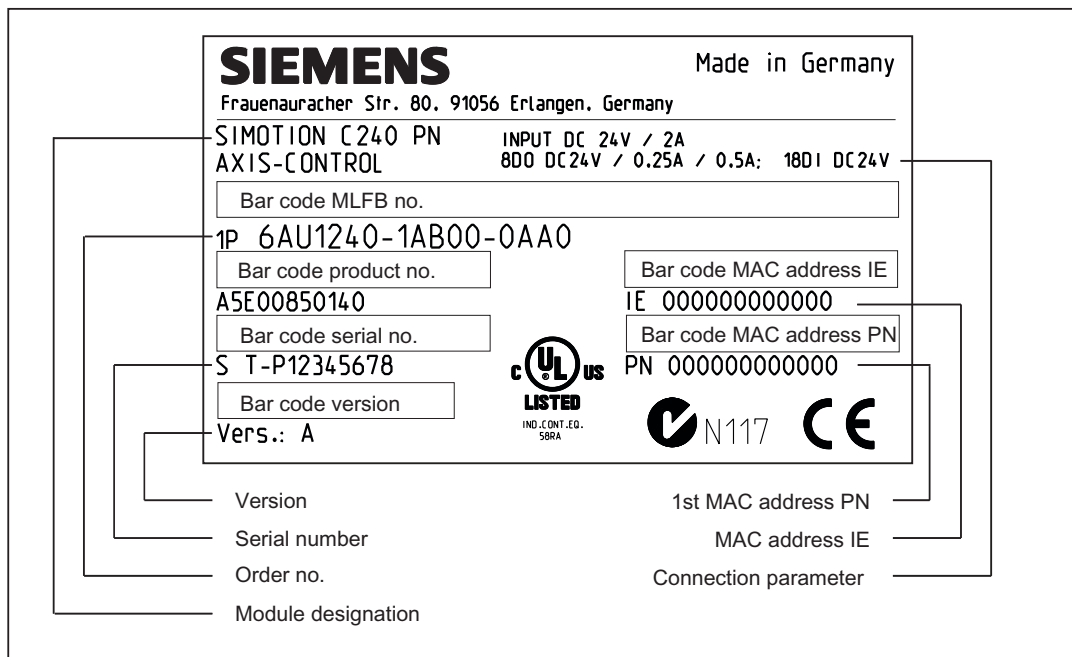 SIEMENS
Made in Germany
Frauenauracher Str. 80, 91056 Erlangen, Germany
SIMOTION C240 PN
AXIS-CONTROL
INPUT DC 24V / 2A
8DO DC24V / 0.25A / 0.5A; 18DI DC24V
Bar code MLFB no.
1P 6AU1240-1AB00-0AA0
Bar code product no.
Bar code MAC address IE
A5E00850140
IE 000000000000
Bar code serial no.
Bar code MAC address PN
S T-P12345678
PN 000000000000
C UL US
LISTED
IND.CONT.EQ.
58RA
Bar code version
Vers.: A
N117
CE
Version
1st MAC address PN
Serial number
MAC address IE
Order no.
Connection parameter
Module designation